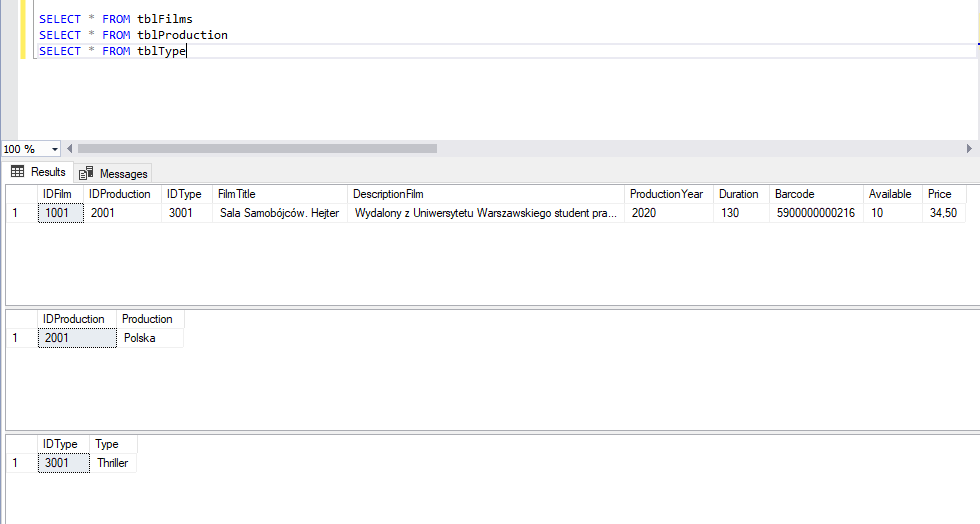 SELECT * FROM tblFilms
SELECT * FROM tblProduction
SELECT * FROM tblType
100 %
Results Messages
IDFilm IDProduction IDType FilmTitle DescriptionFilm ProductionYear Duration Barcode Available Price
1 1001 2001 3001 Sala Samobójców. Hejter Wydalony z Uniwersytetu Warszawskiego student pra... 2020 130 5900000000216 10 34,50
IDProduction Production
1 2001 Polska
IDType Type
1 3001 Thriller